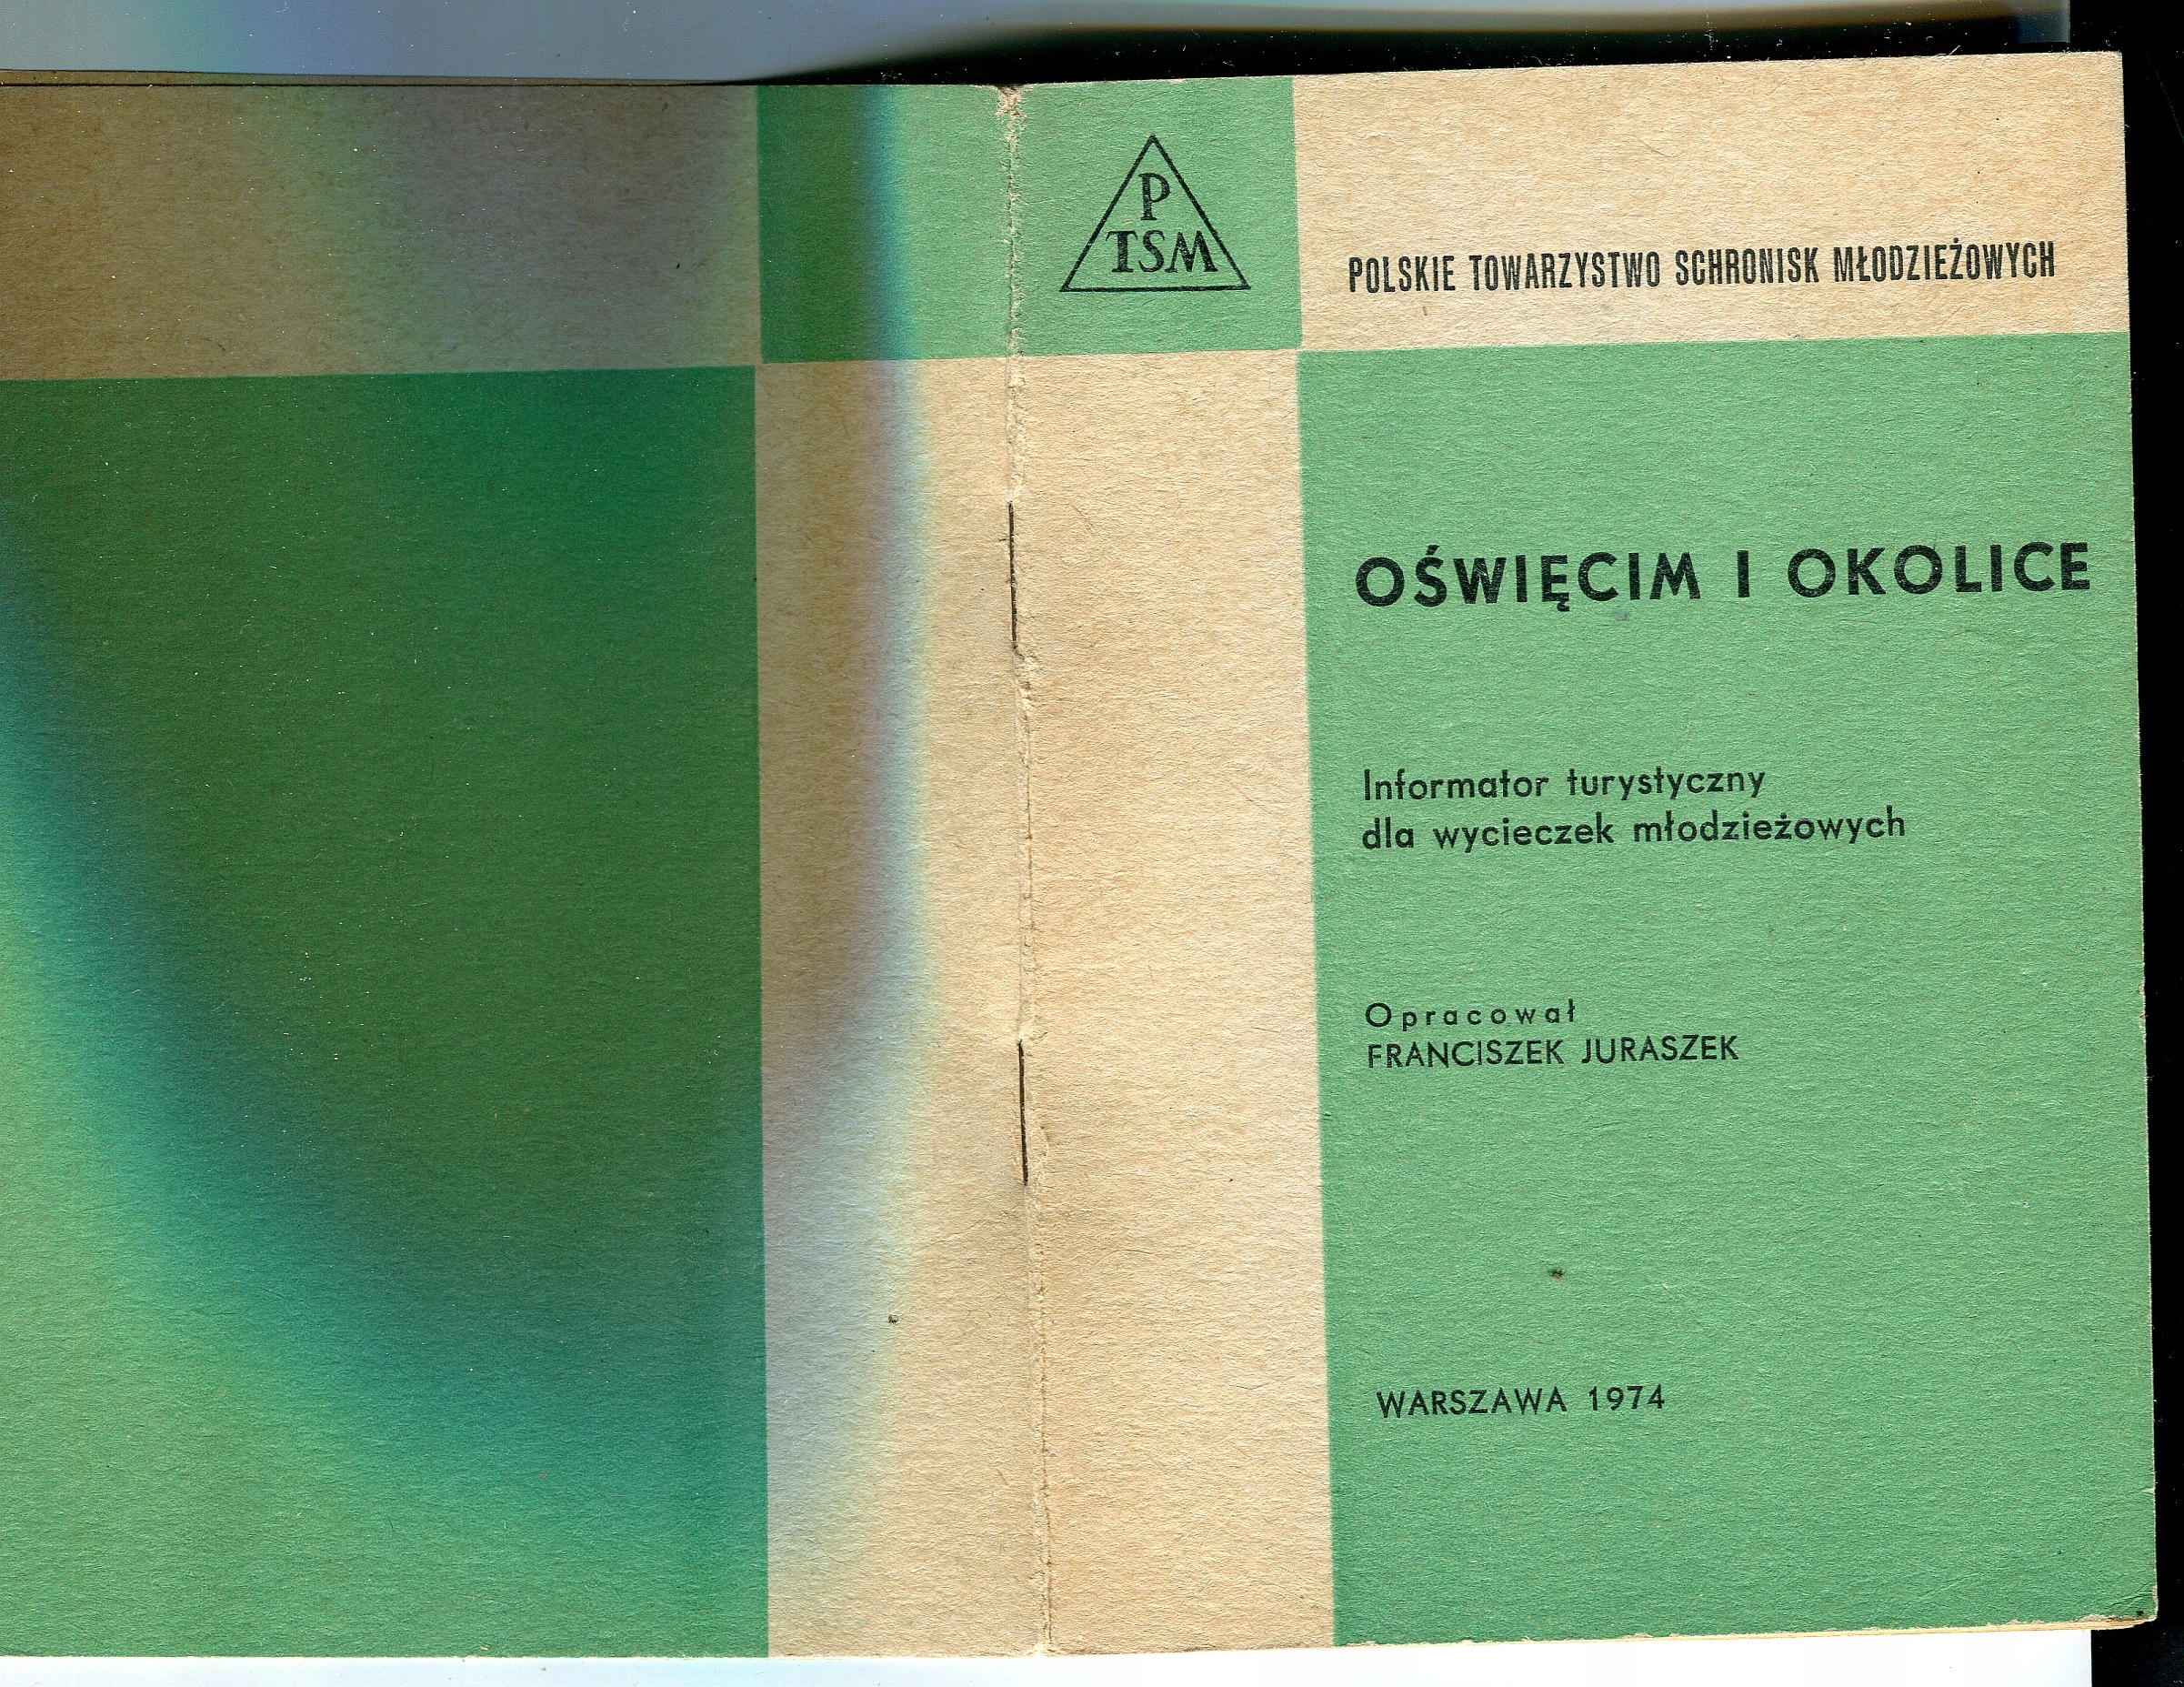 P
TSM
POLSKIE TOWARZYSTWO SCHRONISK MŁODZIEŻOWYCH
OŚWIĘCIM I OKOLICE
Informator turystyczny
dla wycieczek młodzieżowych
Opracował
FRANCISZEK JURASZEK
WARSZAWA 1974